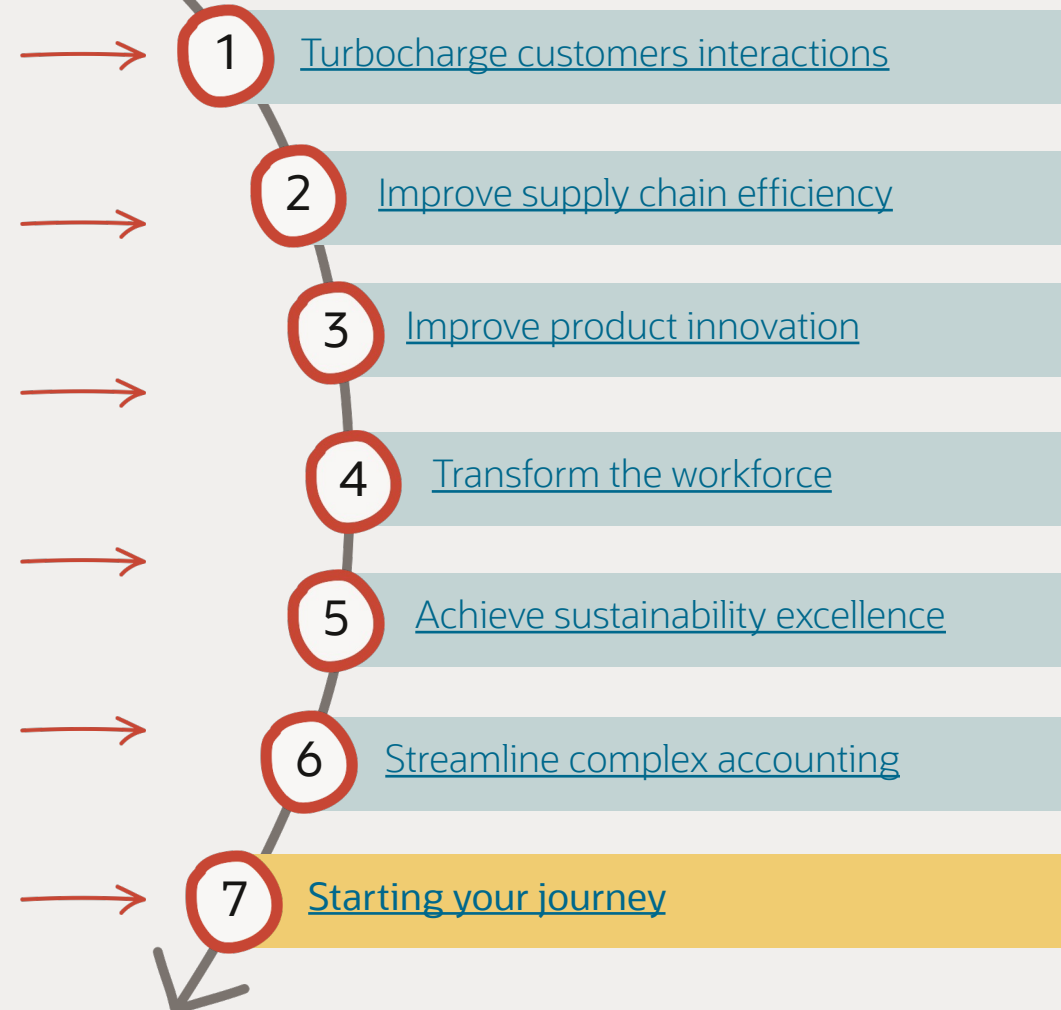 1 Turbocharge customers interactions
2 Improve supply chain efficiency
3 Improve product innovation
4 Transform the workforce
5 Achieve sustainability excellence
6 Streamline complex accounting
7 Starting your journey